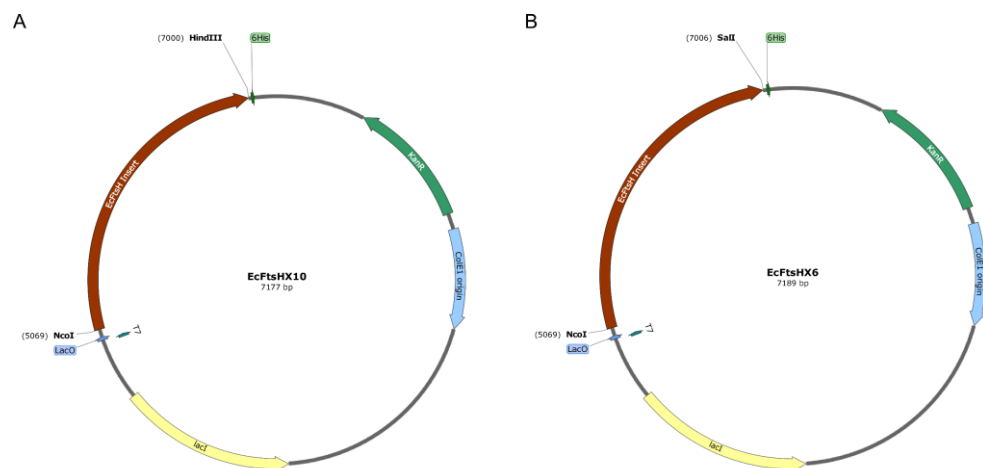 A
(7000) HindIII
6His
EcFtsH Insert
KanR
ColE1 origin
EcFtsHX10
7177 bp
(5069) NcoI
T7
LacO
lacI
B
(7006) SalI
6His
EcFtsH Insert
KanR
ColE1 origin
EcFtsHX6
7189 bp
(5069) NcoI
T7
LacO
lacI